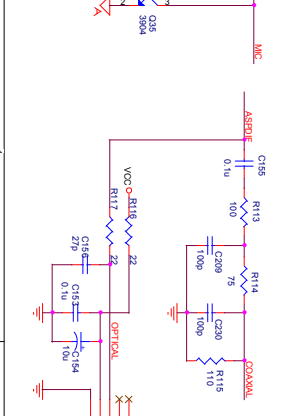 2
3
Q35
3904
MIC
ASPDIF
C155
0.1u
R113
100
C209
100p
R114
75
C230
100p
R115
110
COAXIAL
VCC
R116
22
R117
22
C156
27p
C153
0.1u
C154
10u
OPTICAL